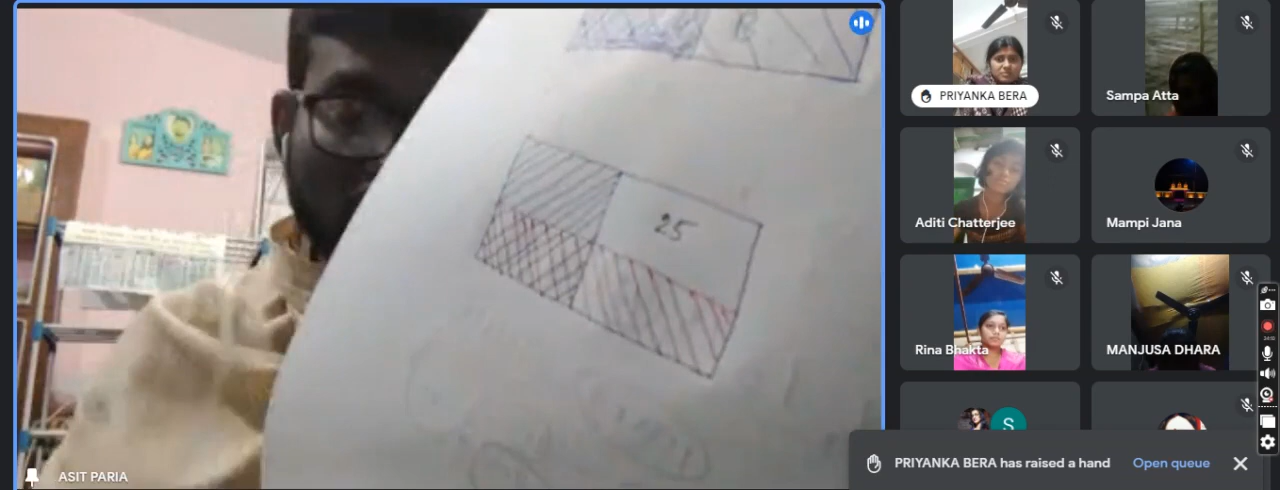 25
ASIT PARIA
PRIYANKA BERA
Sampa Atta
Aditi Chatterjee
Mampi Jana
Rina Bhakta
MANJUSA DHARA
S
PRIYANKA BERA has raised a hand
Open queue